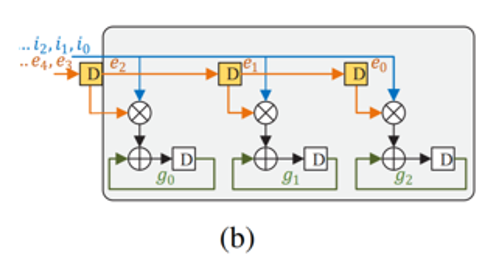 .. i₂, i₁, i₀
.. e₄, e₃ D e₂ D e₁ D e₀
D D D
g₀ g₁ g₂
(b)